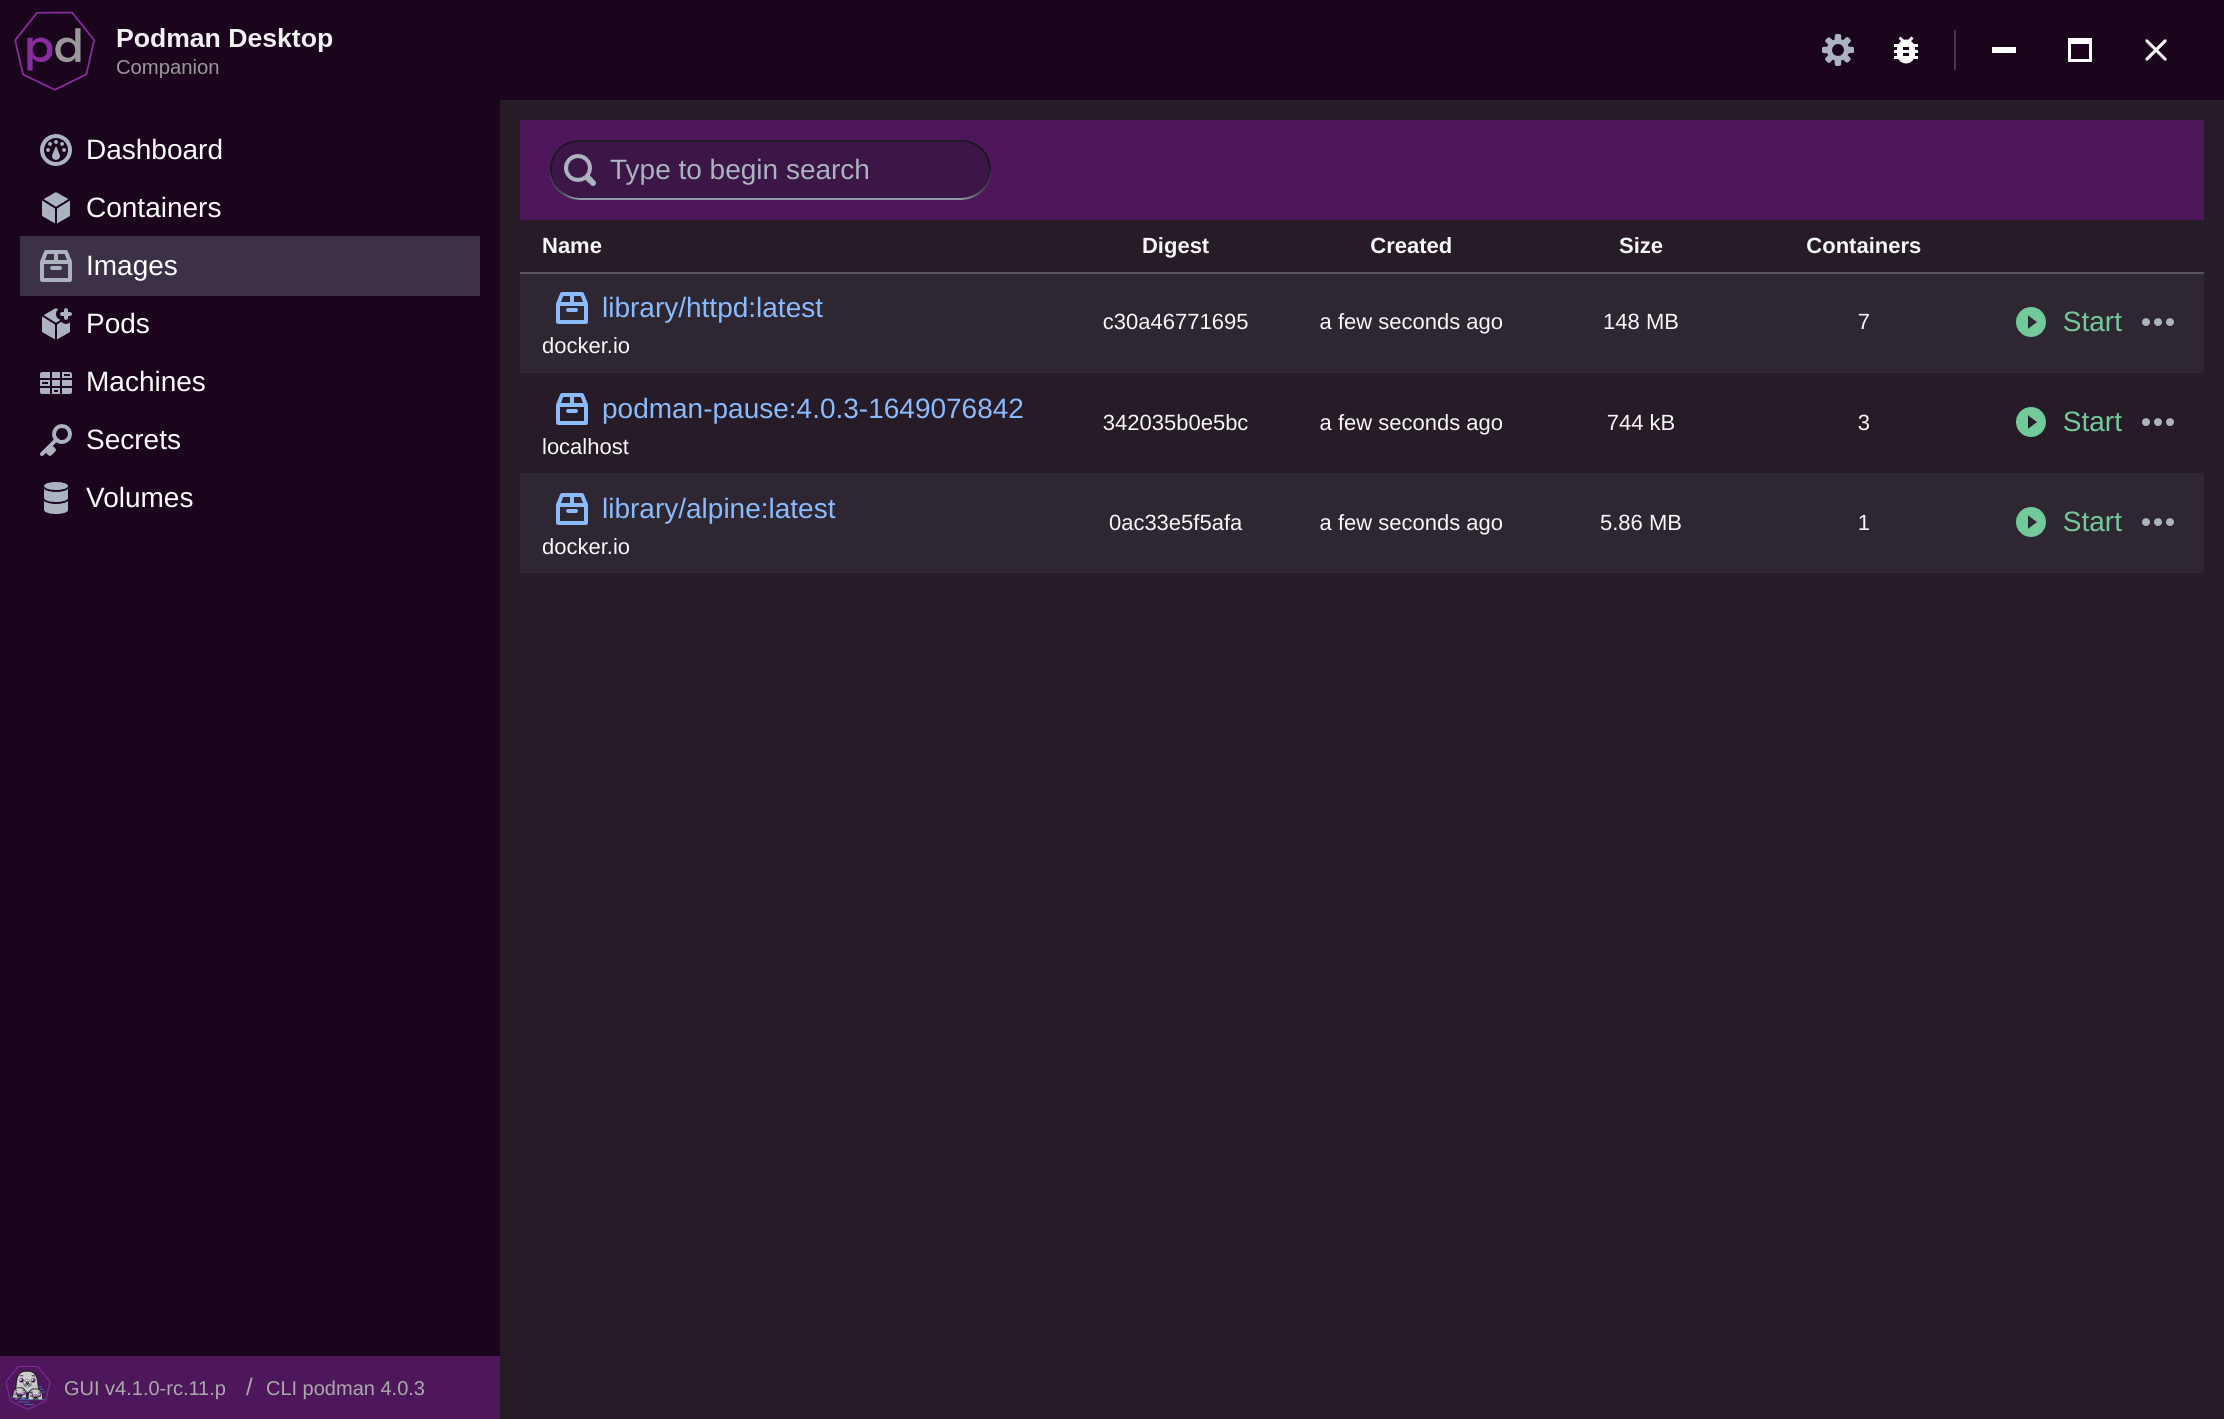 pd
Podman Desktop
Companion
Dashboard
Containers
Images
Pods
Machines
Secrets
Volumes
Type to begin search
Name Digest Created Size Containers
library/httpd:latest
docker.io
c30a46771695 a few seconds ago 148 MB 7 Start
podman-pause:4.0.3-1649076842
localhost
342035b0e5bc a few seconds ago 744 kB 3 Start
library/alpine:latest
docker.io
0ac33e5f5afa a few seconds ago 5.86 MB 1 Start
GUI v4.1.0-rc.11.p / CLI podman 4.0.3